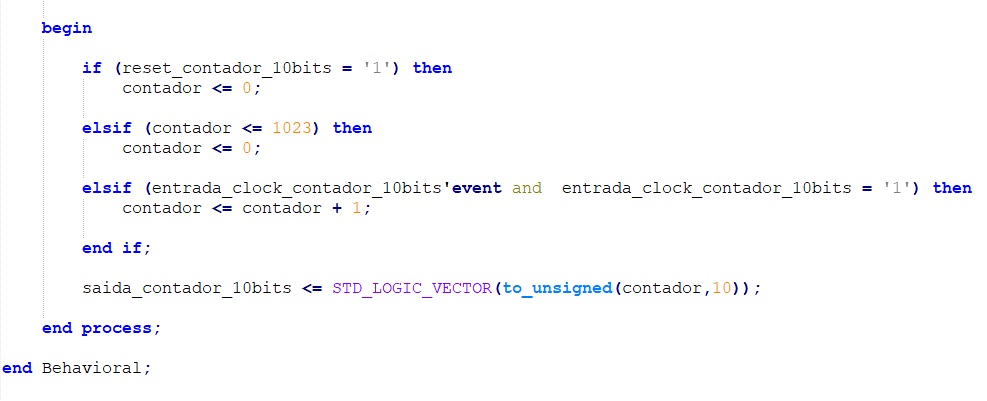 begin
if (reset_contador_10bits = '1') then
contador <= 0;
elsif (contador <= 1023) then
contador <= 0;
elsif (entrada_clock_contador_10bits'event and  entrada_clock_contador_10bits = '1') then
contador <= contador + 1;
end if;
saida_contador_10bits <= STD_LOGIC_VECTOR(to_unsigned(contador,10));
end process;
end Behavioral;